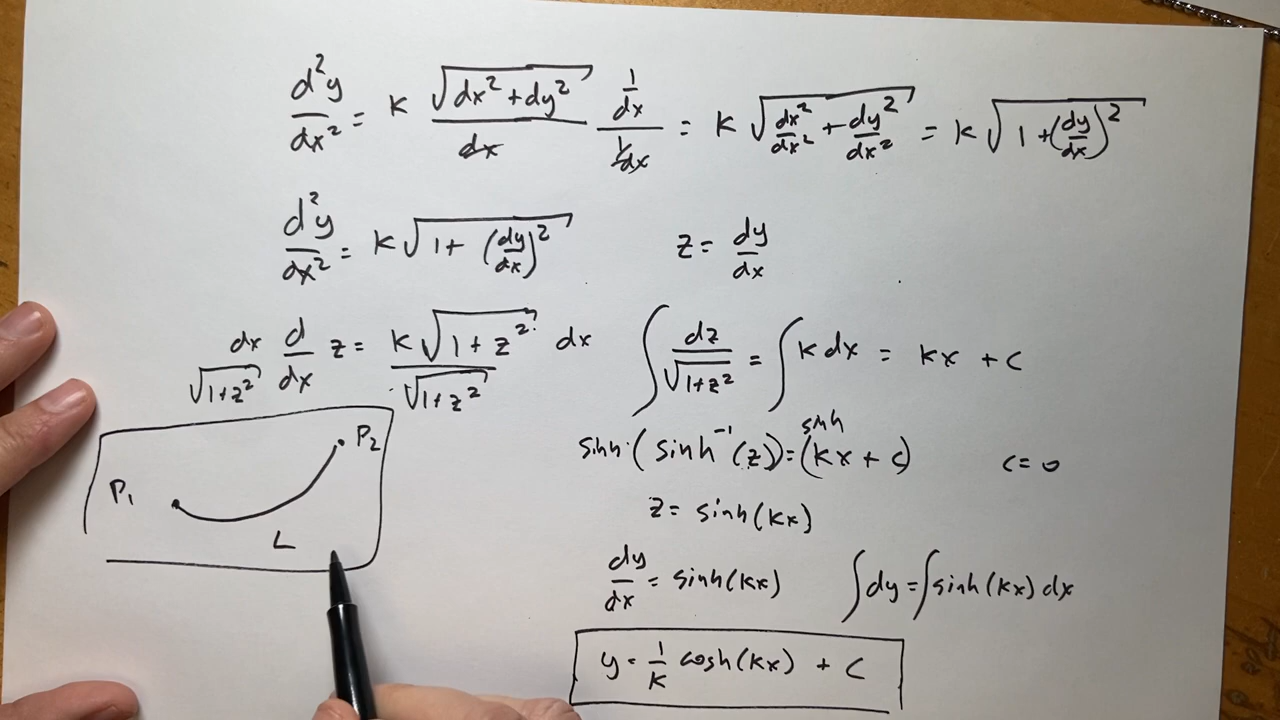 d²y/dx² = K √(dx² + dy²)/dx (1/dx)/(1/dx) = K √(dx²/dx² + dy²/dx²) = K √(1 + (dy/dx)²)
d²y/dx² = K √(1 + (dy/dx)²) z = dy/dx
dx/√(1+z²) d/dx z = K √(1+z²)/√(1+z²) dx ∫ dz/√(1+z²) = ∫ K dx = Kx + C
sinh (sinh⁻¹(z)) = sinh (Kx + c) c = 0
P₂
P₁
z = sinh(Kx)
L
dy/dx = sinh(Kx) ∫ dy = ∫ sinh(Kx) dx
y = 1/K cosh(Kx) + C